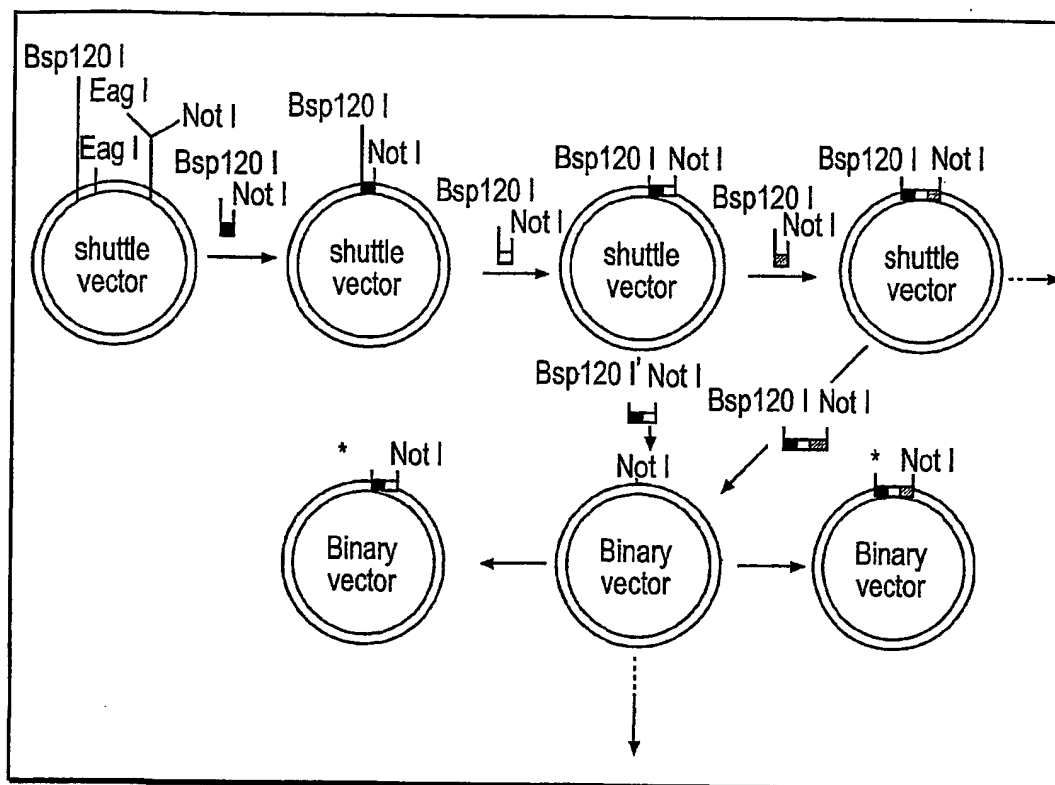 Bsp120 I
Eag I
Not I
Eag I
Bsp120 I
Not I
shuttle
vector
Bsp120 I
Not I
shuttle
vector
Bsp120 I
Not I
Bsp120 I Not I
shuttle
vector
Bsp120 I
Not I
Bsp120 I Not I
shuttle
vector
Bsp120 I' Not I
Bsp120 I Not I
* Not I
Binary
vector
Not I
Binary
vector
* Not I
Binary
vector